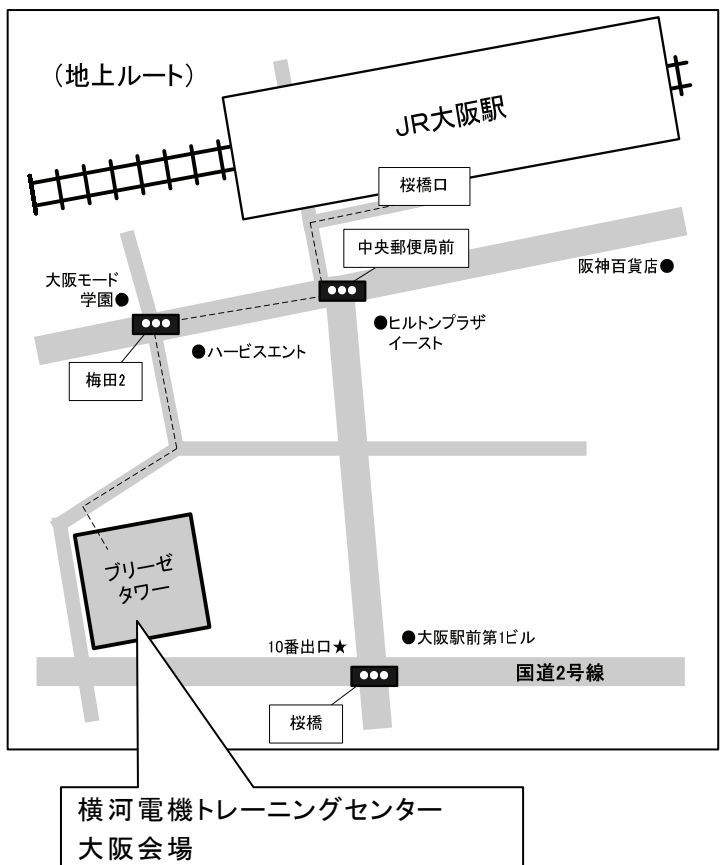 （地上ルート）
JR大阪駅
桜橋口
中央郵便局前
阪神百貨店●
大阪モード
学園●
●ヒルトンプラザ
イースト
●ハービスエント
梅田2
ブリーゼ
タワー
10番出口★
●大阪駅前第1ビル
国道2号線
桜橋
横河電機トレーニングセンター
大阪会場